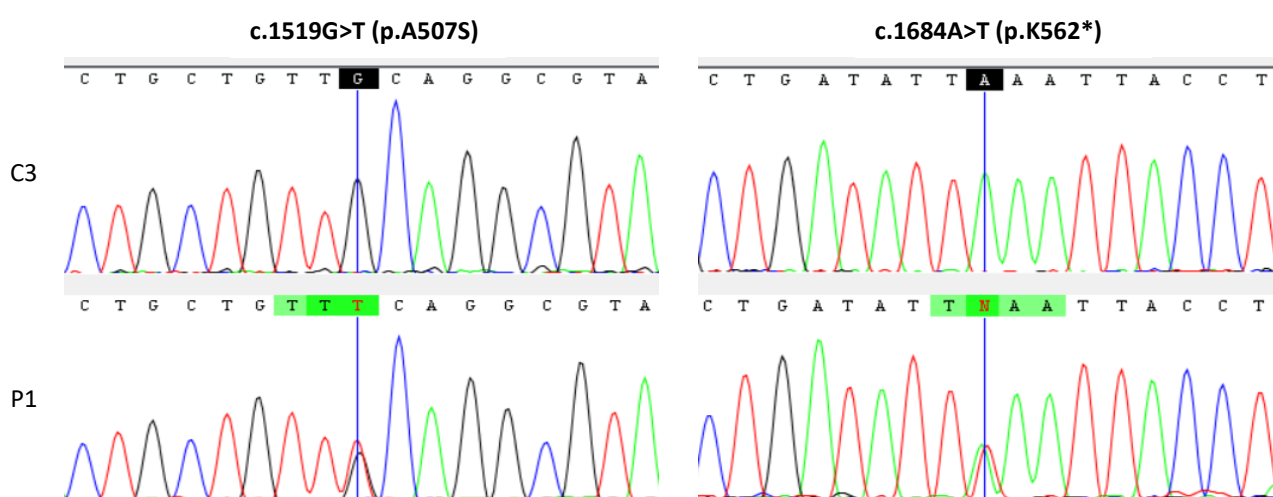 c.1519G>T (p.A507S)
c.1684A>T (p.K562*)
C T G C T G T T G C A G G C G T A
C T G A T A T T A A A T T A C C T
C3
C T G C T G T T T C A G G C G T A
C T G A T A T T N A A T T A C C T
P1